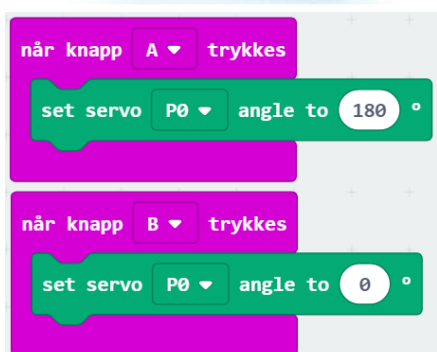 når knapp A trykkes
set servo P0 angle to 180 °
når knapp B trykkes
set servo P0 angle to 0 °